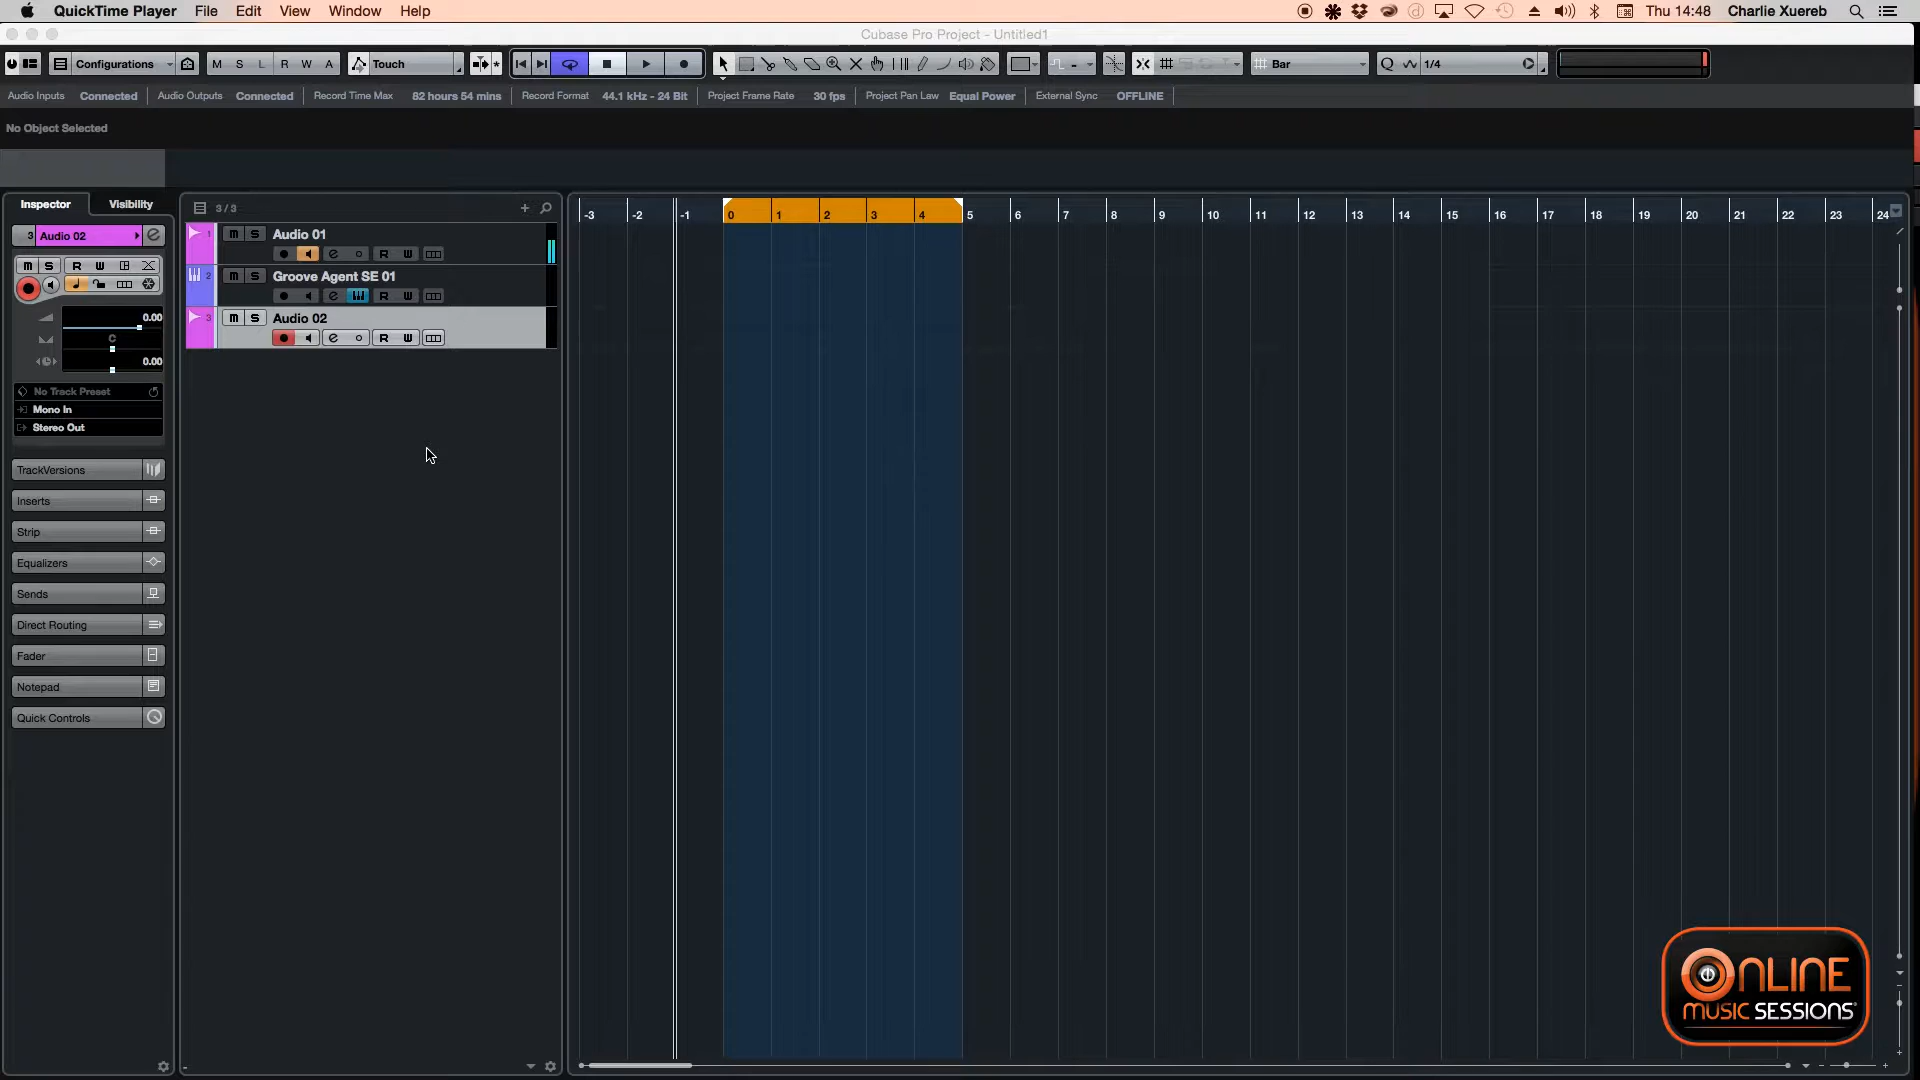 QuickTime Player File Edit View Window Help Thu 14:48 Charlie Xuereb
Cubase Pro Project - Untitled1
Configurations M S L R W A Touch Bar Q 1/4
Audio Inputs Connected Audio Outputs Connected Record Time Max 82 hours 54 mins Record Format 44.1 kHz - 24 Bit Project Frame Rate 30 fps Project Pan Law Equal Power External Sync OFFLINE
No Object Selected
Inspector Visibility 3/3
-3 -2 -1 0 1 2 3 4 5 6 7 8 9 10 11 12 13 14 15 16 17 18 19 20 21 22 23 24
3 Audio 02
m S R W
0.00
C
0.00
No Track Preset
Mono In
Stereo Out
TrackVersions
Inserts
Strip
Equalizers
Sends
Direct Routing
Fader
Notepad
Quick Controls
1 m S Audio 01
e R W
2 m S Groove Agent SE 01
e R W
3 m S Audio 02
e R W
ONLINE
MUSIC SESSIONS